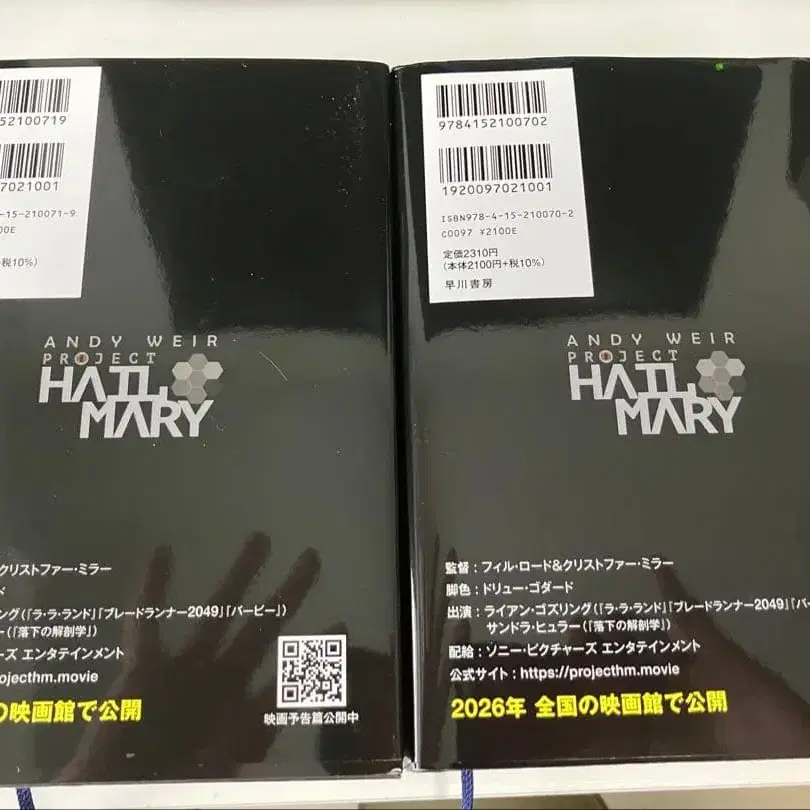 52100719
7021001
-15-210071-9
00E
税10%)
ANDY WEIR
PROJECT
HAIL
MARY
クリストファー・ミラー
ド
リング(「ラ・ラ・ランド」「ブレードランナー2049」「バービー」)
ー(「落下の解剖学」)
ーズ エンタテインメント
ojecthm.movie
の映画館で公開
映画予告篇公開中
9784152100702
1920097021001
ISBN978-4-15-210070-2
C0097 ¥2100E
定価2310円
(本体2100円+税10%)
早川書房
ANDY WEIR
PROJECT
HAIL
MARY
監督:フィル・ロード&クリストファー・ミラー
脚色:ドリュー・ゴダード
出演:ライアン・ゴズリング(「ラ・ラ・ランド」「ブレードランナー2049」「バー
サンドラ・ヒュラー(「落下の解剖学」)
配給:ソニー・ピクチャーズ エンタテインメント
公式サイト:https://projecthm.movie
2026年 全国の映画館で公開